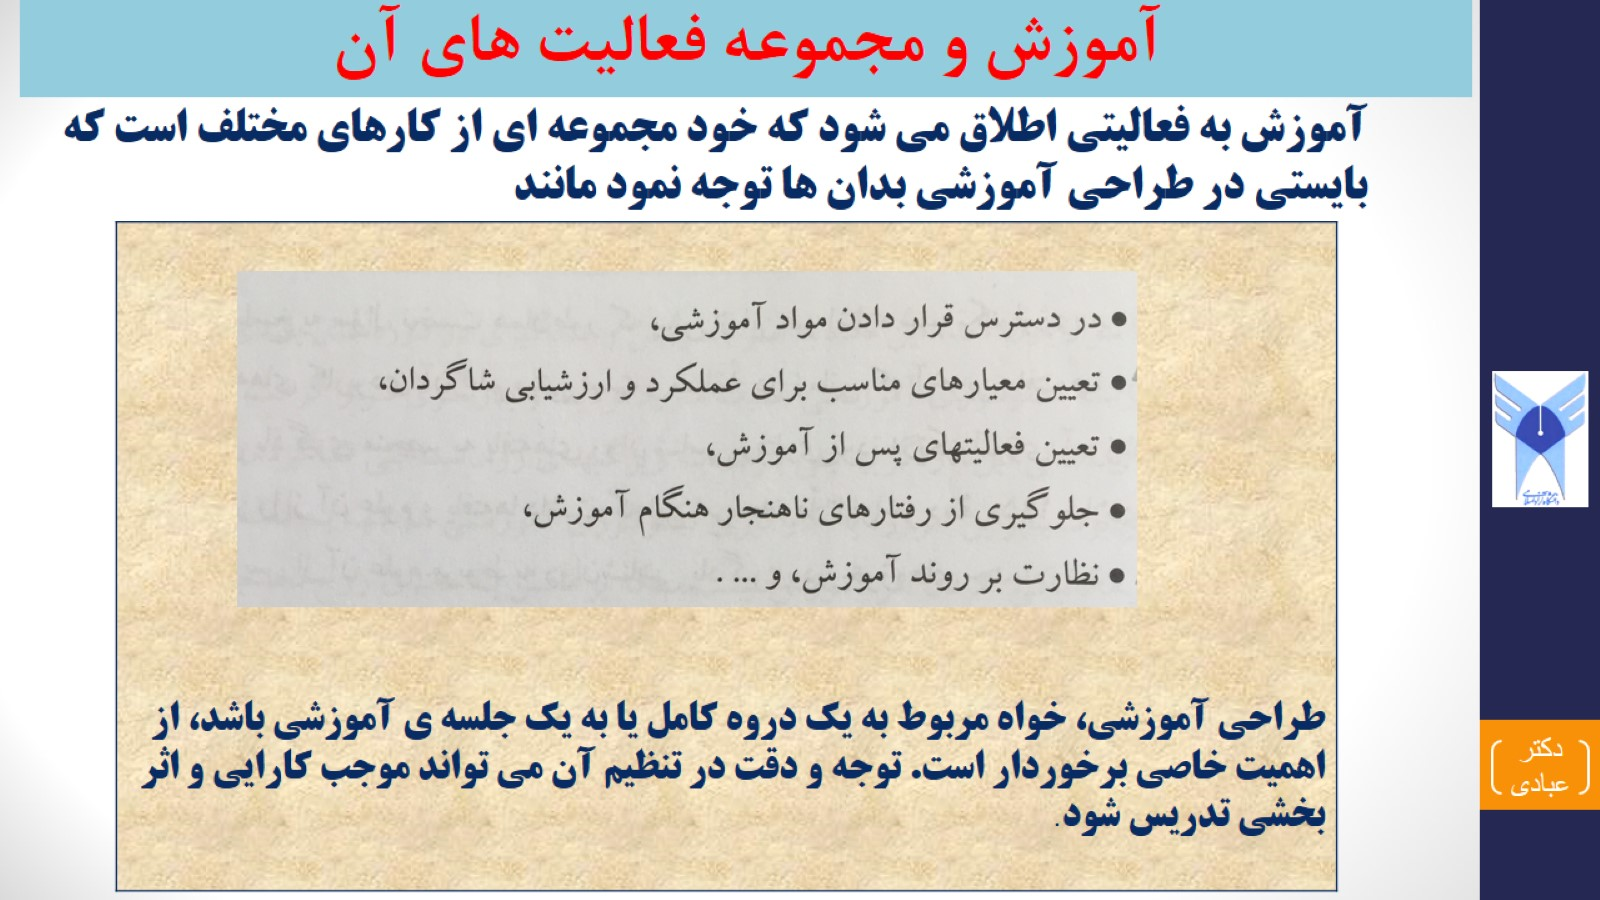 آموزش و مجموعه فعالیت های آن
آموزش به فعالیتی اطلاق می شود که خود مجموعه ای از کارهای مختلف است که
بایستی در طراحی آموزشی بدان ها توجه نمود مانند
● در دسترس قرار دادن مواد آموزشی،
● تعیین معیارهای مناسب برای عملکرد و ارزشیابی شاگردان،
● تعیین فعالیتهای پس از آموزش،
● جلوگیری از رفتارهای ناهنجار هنگام آموزش،
● نظارت بر روند آموزش، و ... .
طراحی آموزشی، خواه مربوط به یک دروه کامل یا به یک جلسه ی آموزشی باشد، از
اهمیت خاصی برخوردار است. توجه و دقت در تنظیم آن می تواند موجب کارایی و اثر
بخشی تدریس شود.
دکتر
عبادی